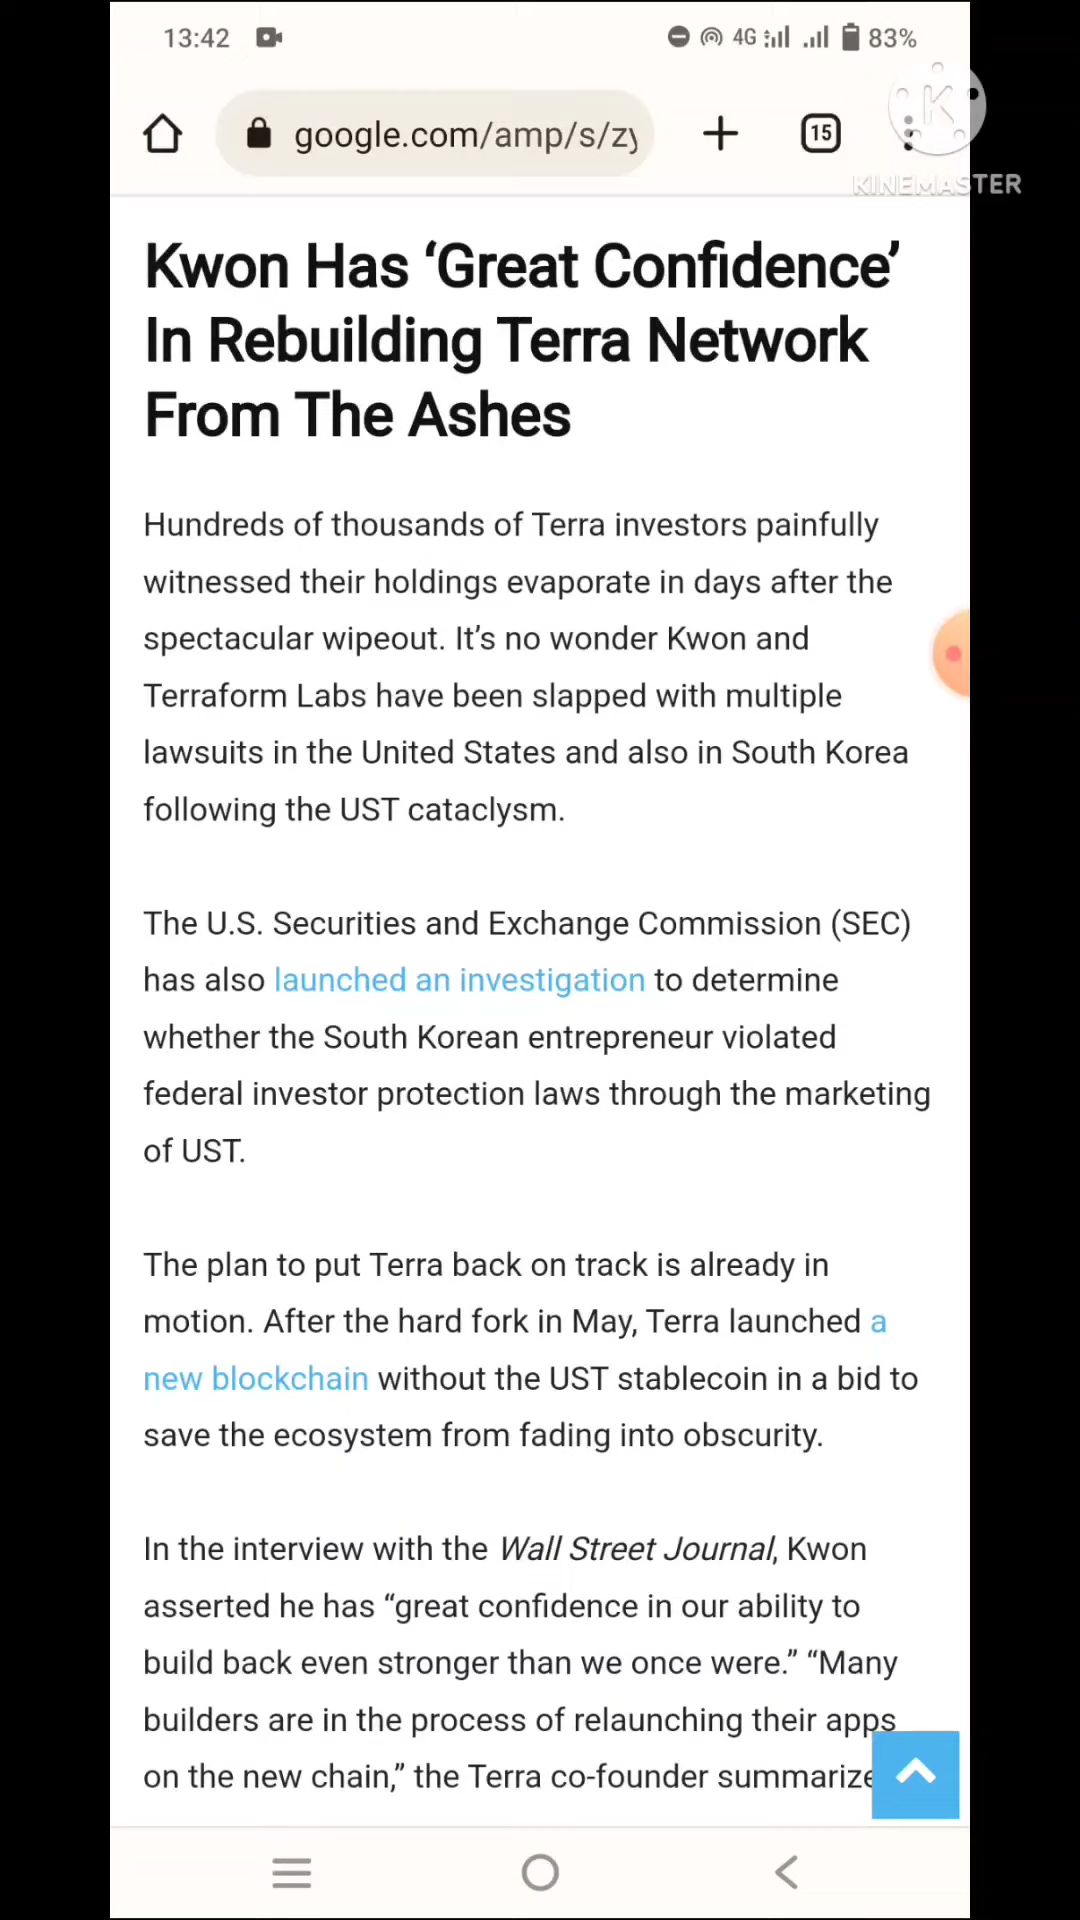 13:42
4G
83%
google.com/amp/s/zy
15
K
KINEMASTER
Kwon Has ‘Great Confidence’
In Rebuilding Terra Network
From The Ashes
Hundreds of thousands of Terra investors painfully
witnessed their holdings evaporate in days after the
spectacular wipeout. It’s no wonder Kwon and
Terraform Labs have been slapped with multiple
lawsuits in the United States and also in South Korea
following the UST cataclysm.
The U.S. Securities and Exchange Commission (SEC)
has also launched an investigation to determine
whether the South Korean entrepreneur violated
federal investor protection laws through the marketing
of UST.
The plan to put Terra back on track is already in
motion. After the hard fork in May, Terra launched a
new blockchain without the UST stablecoin in a bid to
save the ecosystem from fading into obscurity.
In the interview with the Wall Street Journal, Kwon
asserted he has “great confidence in our ability to
build back even stronger than we once were.” “Many
builders are in the process of relaunching their apps
on the new chain,” the Terra co-founder summarize